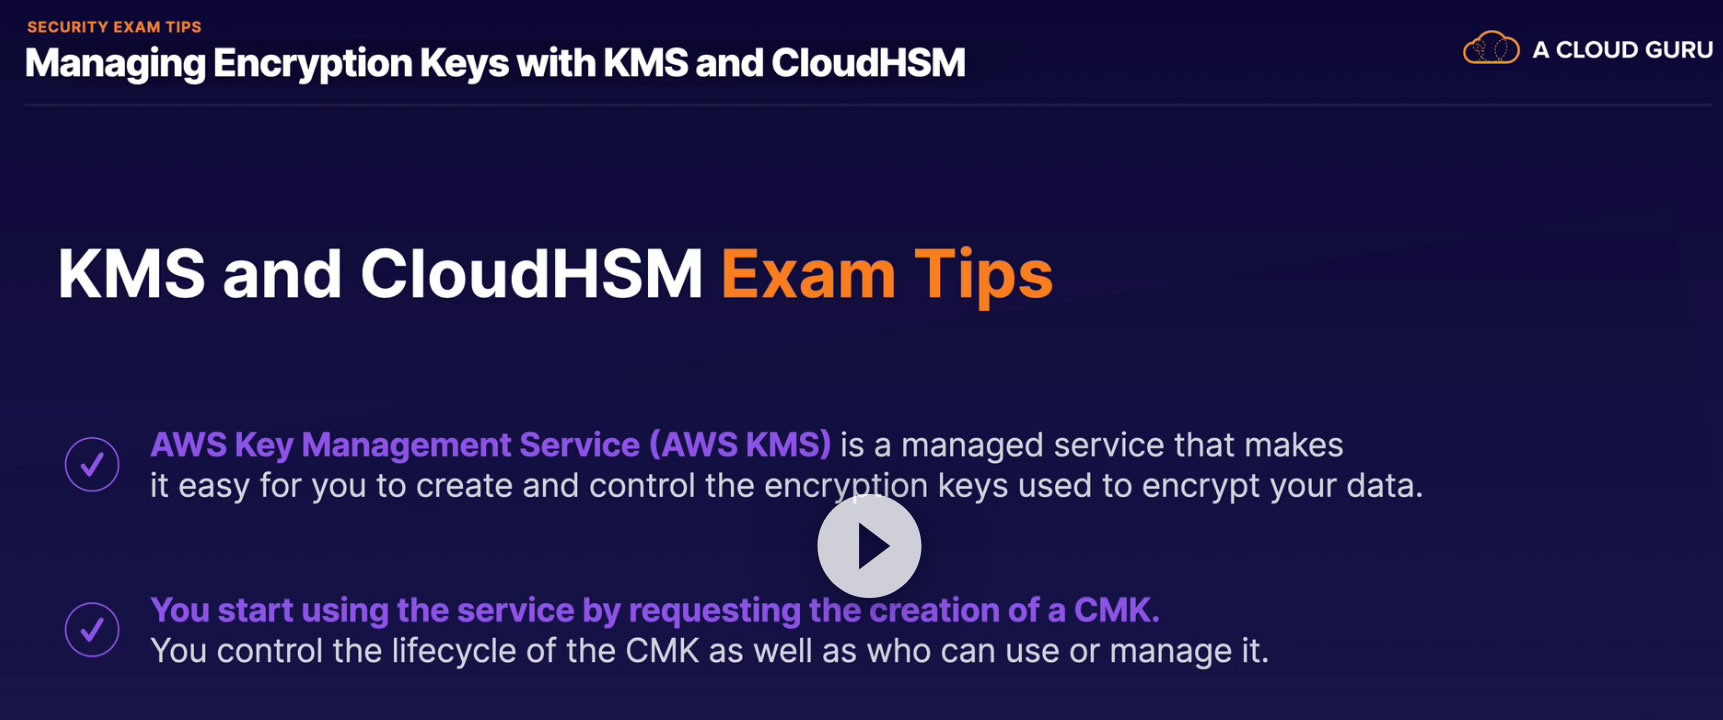 SECURITY EXAM TIPS
Managing Encryption Keys with KMS and CloudHSM
A CLOUD GURU
KMS and CloudHSM Exam Tips
AWS Key Management Service (AWS KMS) is a managed service that makes
it easy for you to create and control the encryption keys used to encrypt your data.
You start using the service by requesting the creation of a CMK.
You control the lifecycle of the CMK as well as who can use or manage it.